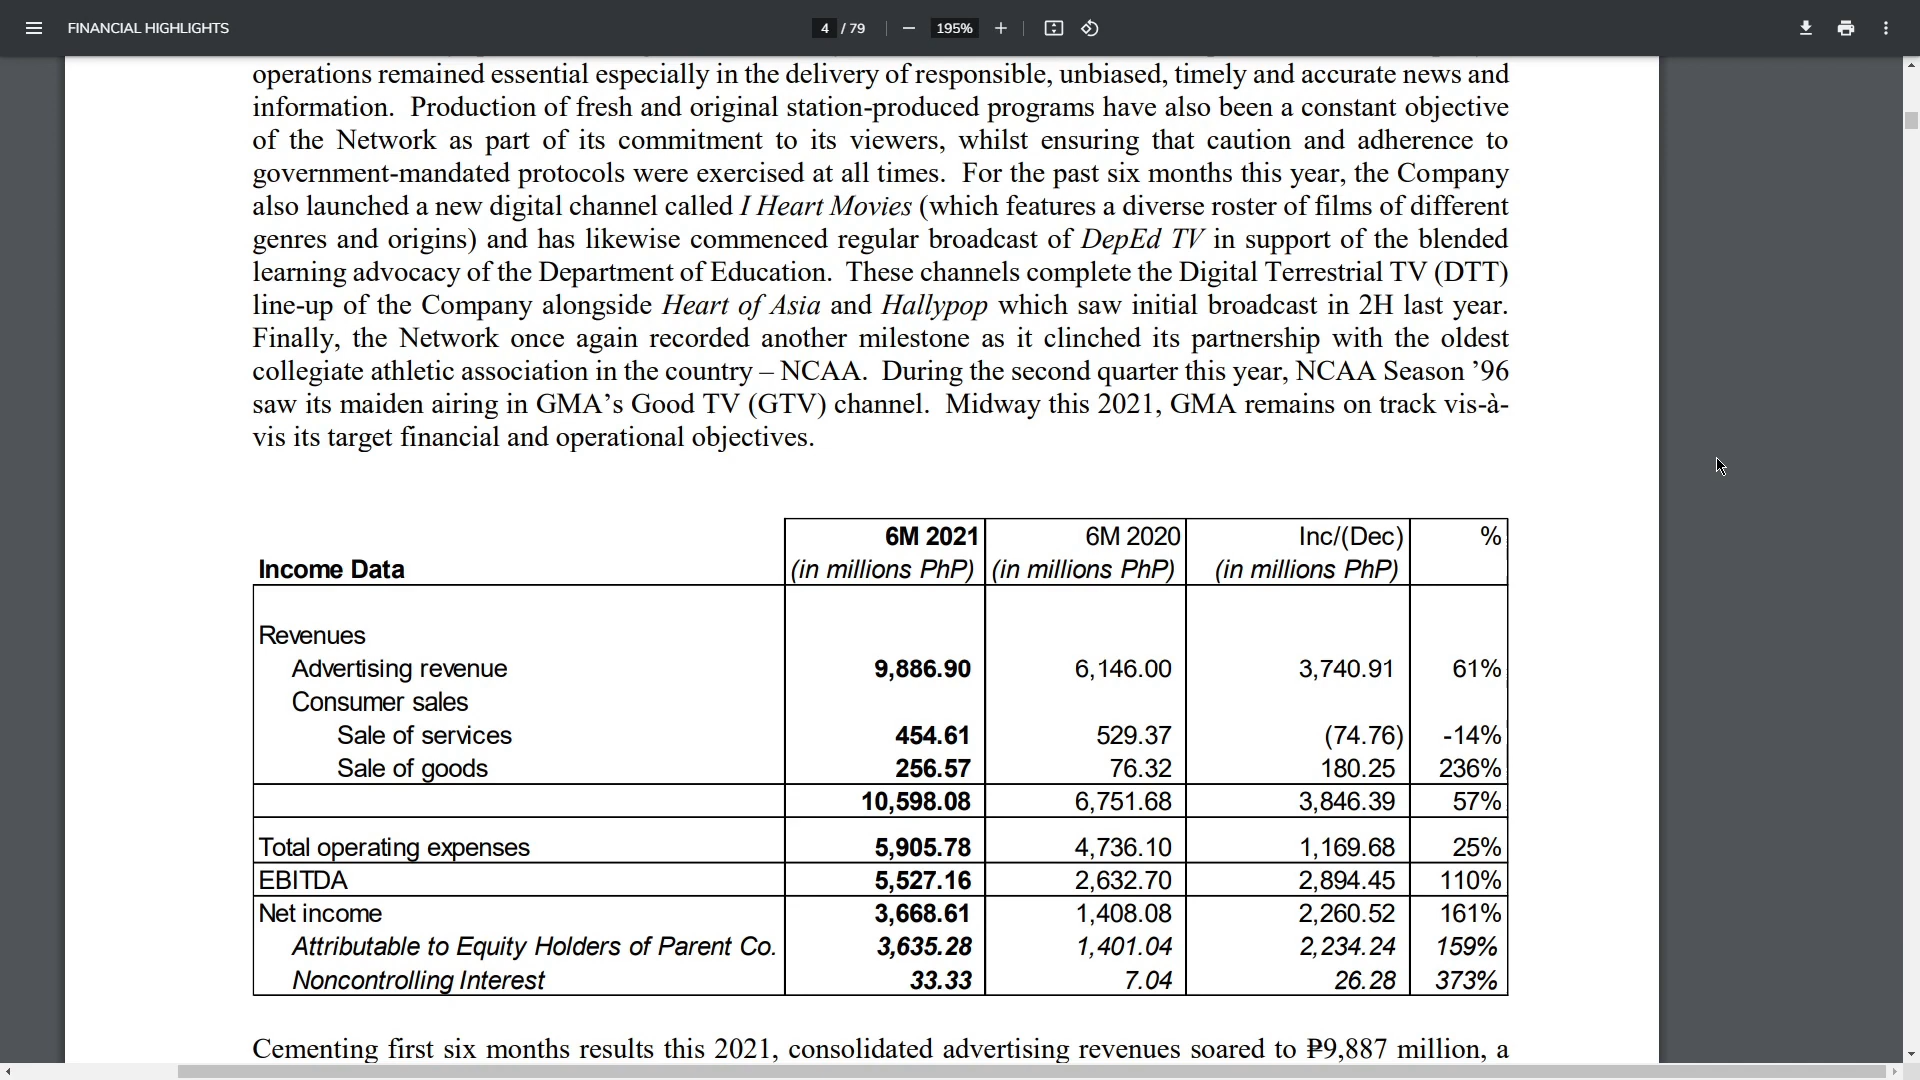 FINANCIAL HIGHLIGHTS
4 / 79
195%
operations remained essential especially in the delivery of responsible, unbiased, timely and accurate news and
information. Production of fresh and original station-produced programs have also been a constant objective
of the Network as part of its commitment to its viewers, whilst ensuring that caution and adherence to
government-mandated protocols were exercised at all times. For the past six months this year, the Company
also launched a new digital channel called I Heart Movies (which features a diverse roster of films of different
genres and origins) and has likewise commenced regular broadcast of DepEd TV in support of the blended
learning advocacy of the Department of Education. These channels complete the Digital Terrestrial TV (DTT)
line-up of the Company alongside Heart of Asia and Hallypop which saw initial broadcast in 2H last year.
Finally, the Network once again recorded another milestone as it clinched its partnership with the oldest
collegiate athletic association in the country – NCAA. During the second quarter this year, NCAA Season ’96
saw its maiden airing in GMA’s Good TV (GTV) channel. Midway this 2021, GMA remains on track vis-à-
vis its target financial and operational objectives.
6M 2021 6M 2020 Inc/(Dec) %
Income Data (in millions PhP) (in millions PhP) (in millions PhP)
Revenues
Advertising revenue 9,886.90 6,146.00 3,740.91 61%
Consumer sales
Sale of services 454.61 529.37 (74.76) -14%
Sale of goods 256.57 76.32 180.25 236%
10,598.08 6,751.68 3,846.39 57%
Total operating expenses 5,905.78 4,736.10 1,169.68 25%
EBITDA 5,527.16 2,632.70 2,894.45 110%
Net income 3,668.61 1,408.08 2,260.52 161%
Attributable to Equity Holders of Parent Co. 3,635.28 1,401.04 2,234.24 159%
Noncontrolling Interest 33.33 7.04 26.28 373%
Cementing first six months results this 2021, consolidated advertising revenues soared to ₱9,887 million, a